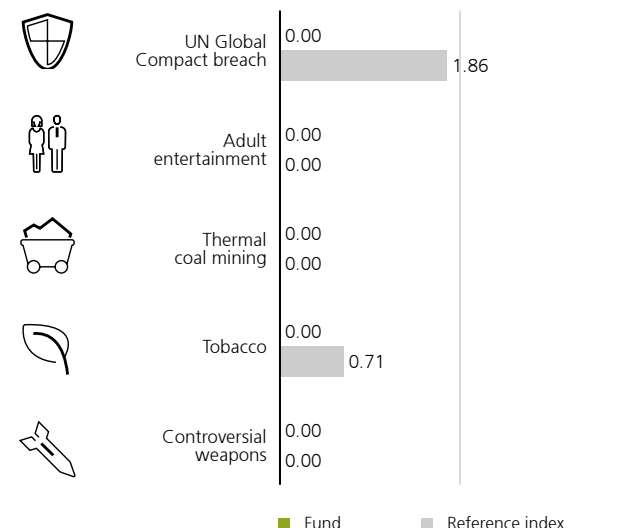 UN Global
Compact breach
0.00
1.86
Adult
entertainment
0.00
0.00
Thermal
coal mining
0.00
0.00
Tobacco
0.00
0.71
Controversial
weapons
0.00
0.00
Fund
Reference index